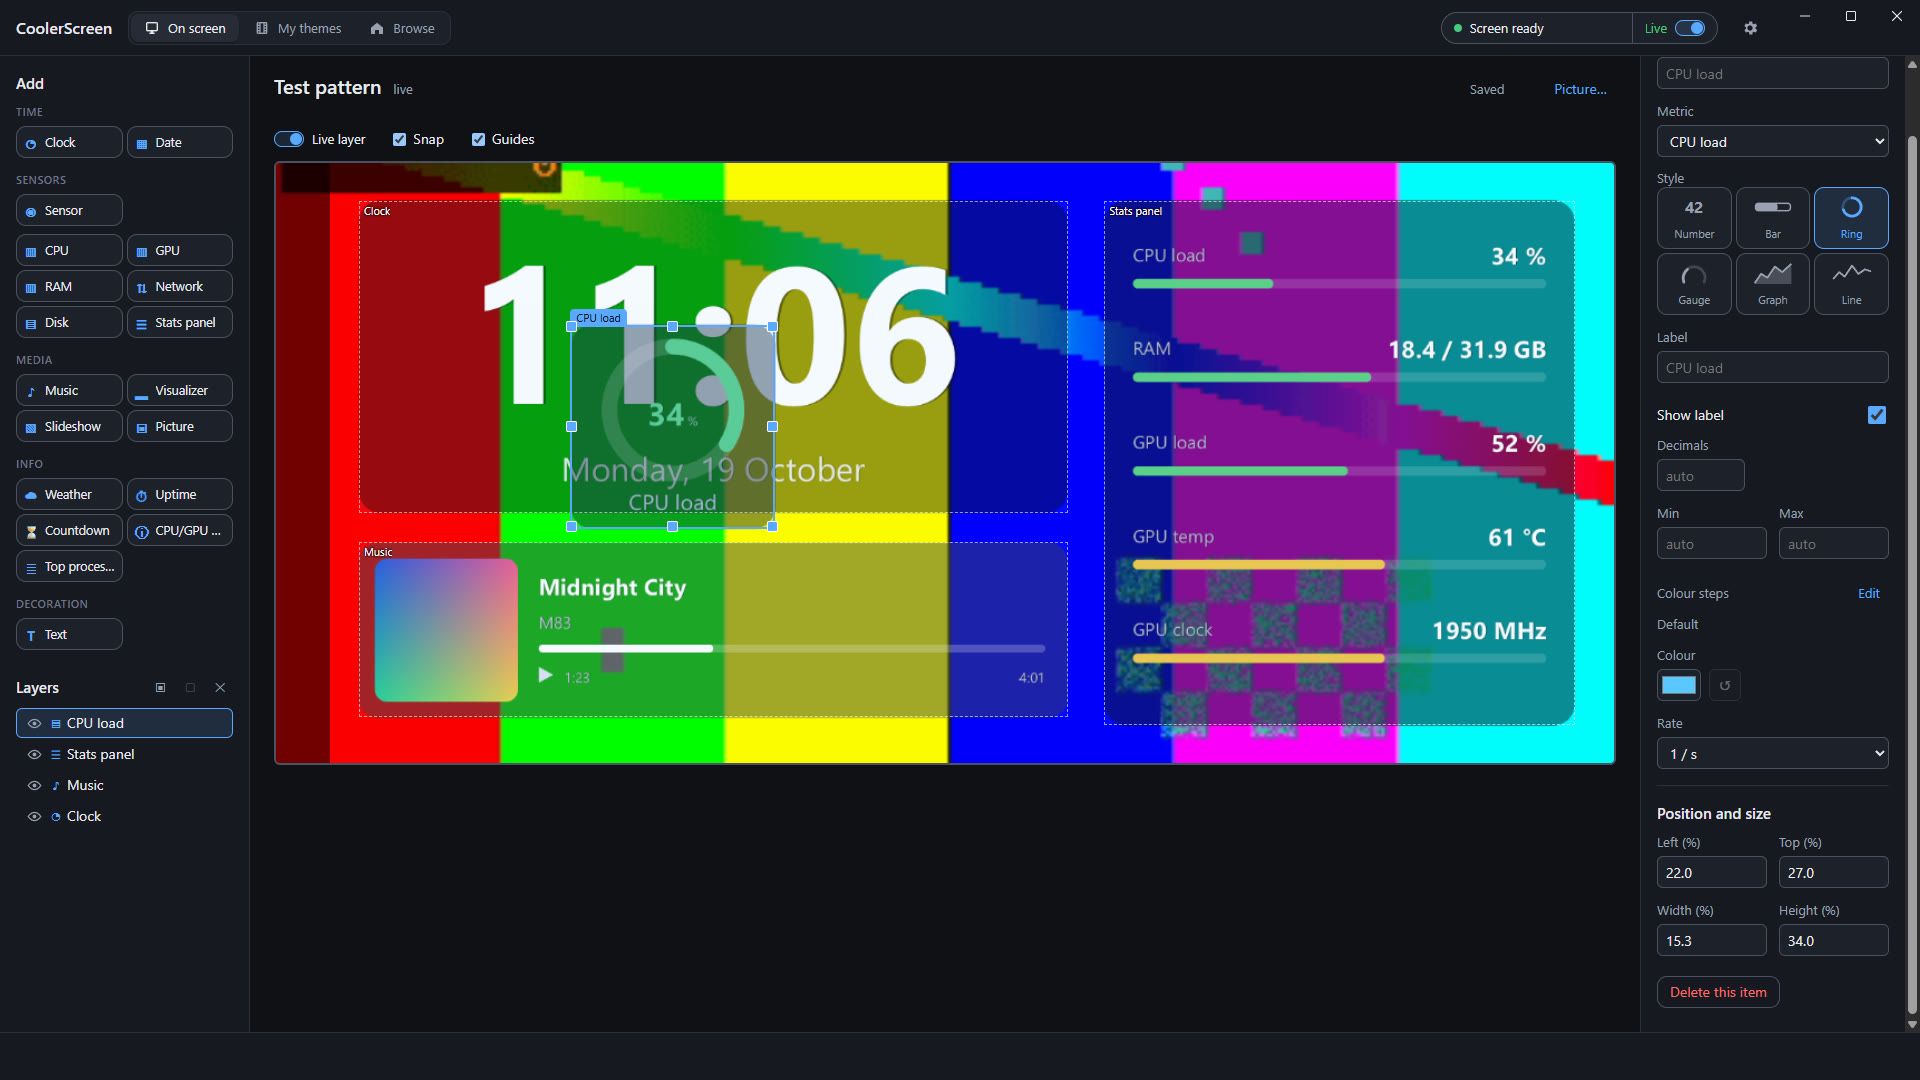 CoolerScreen
On screen
My themes
Browse
Screen ready
Live
Add
TIME
Clock
Date
SENSORS
Sensor
CPU
GPU
RAM
Network
Disk
Stats panel
MEDIA
Music
Visualizer
Slideshow
Picture
INFO
Weather
Uptime
Countdown
CPU/GPU ...
Top proces...
DECORATION
T Text
Layers
CPU load
Stats panel
Music
Clock
Test pattern live
Saved
Picture...
Live layer
Snap
Guides
Clock
11:06
CPU load
34 %
Monday, 19 October
CPU load
Music
Midnight City
M83
1:23
4:01
Stats panel
CPU load 34 %
RAM 18.4 / 31.9 GB
GPU load 52 %
GPU temp 61 °C
GPU clock 1950 MHz
CPU load
Metric
CPU load
Style
42
Number
Bar
Ring
Gauge
Graph
Line
Label
CPU load
Show label
Decimals
auto
Min Max
auto auto
Colour steps Edit
Default
Colour
Rate
1 / s
Position and size
Left (%) Top (%)
22.0 27.0
Width (%) Height (%)
15.3 34.0
Delete this item